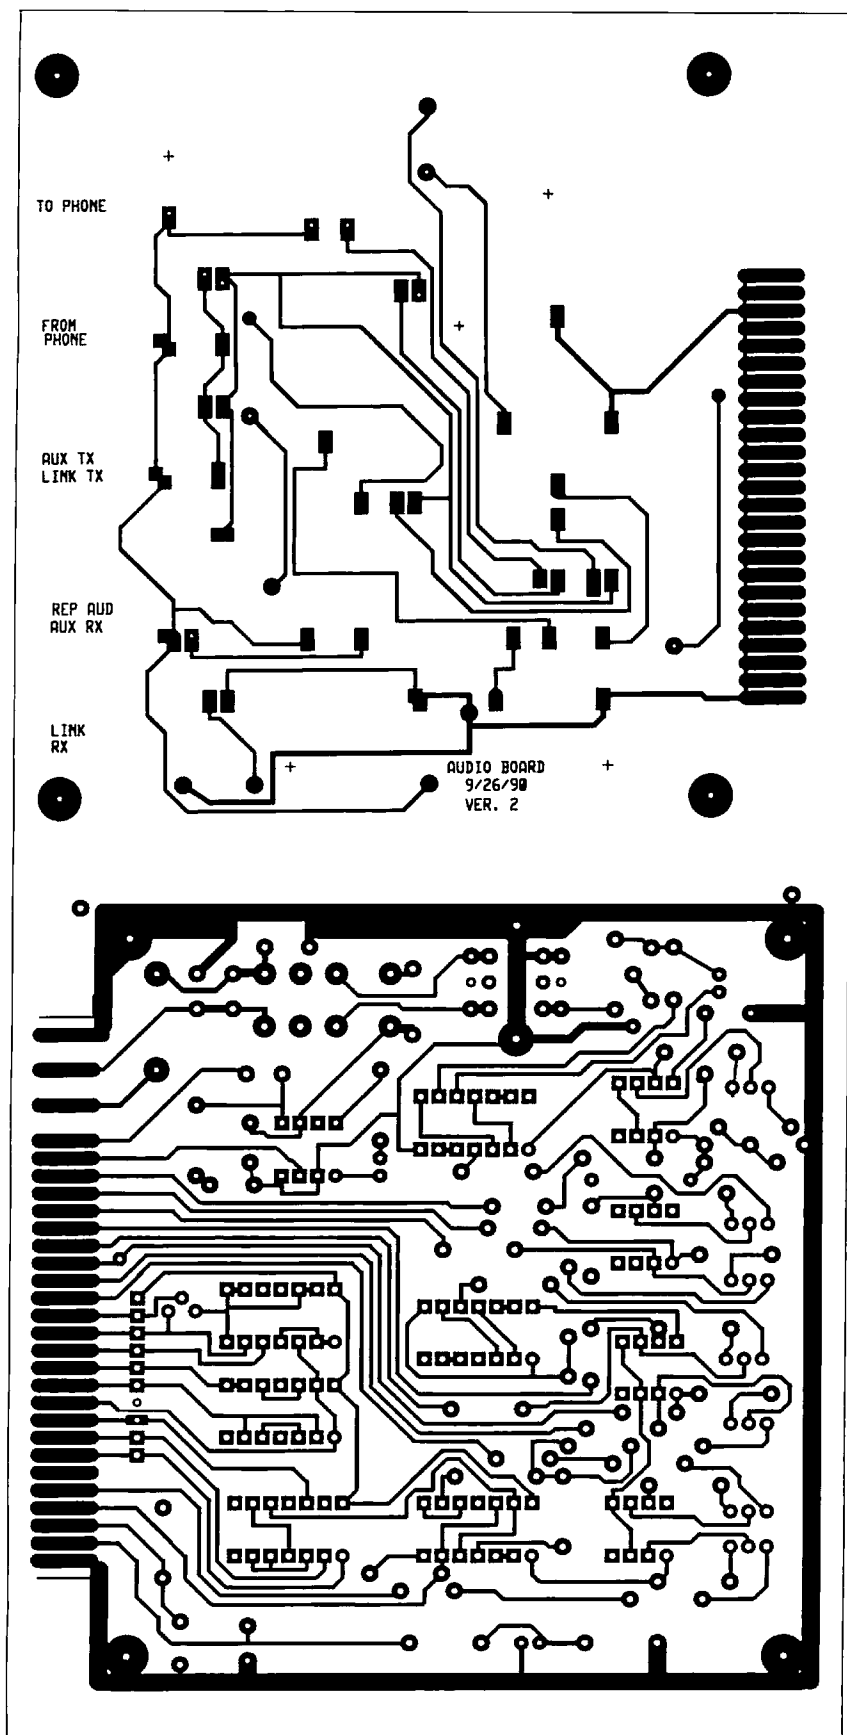 TO PHONE
FROM
PHONE
AUX TX
LINK TX
REP AUD
AUX RX
LINK
RX
AUDIO BOARD
9/26/90
VER. 2